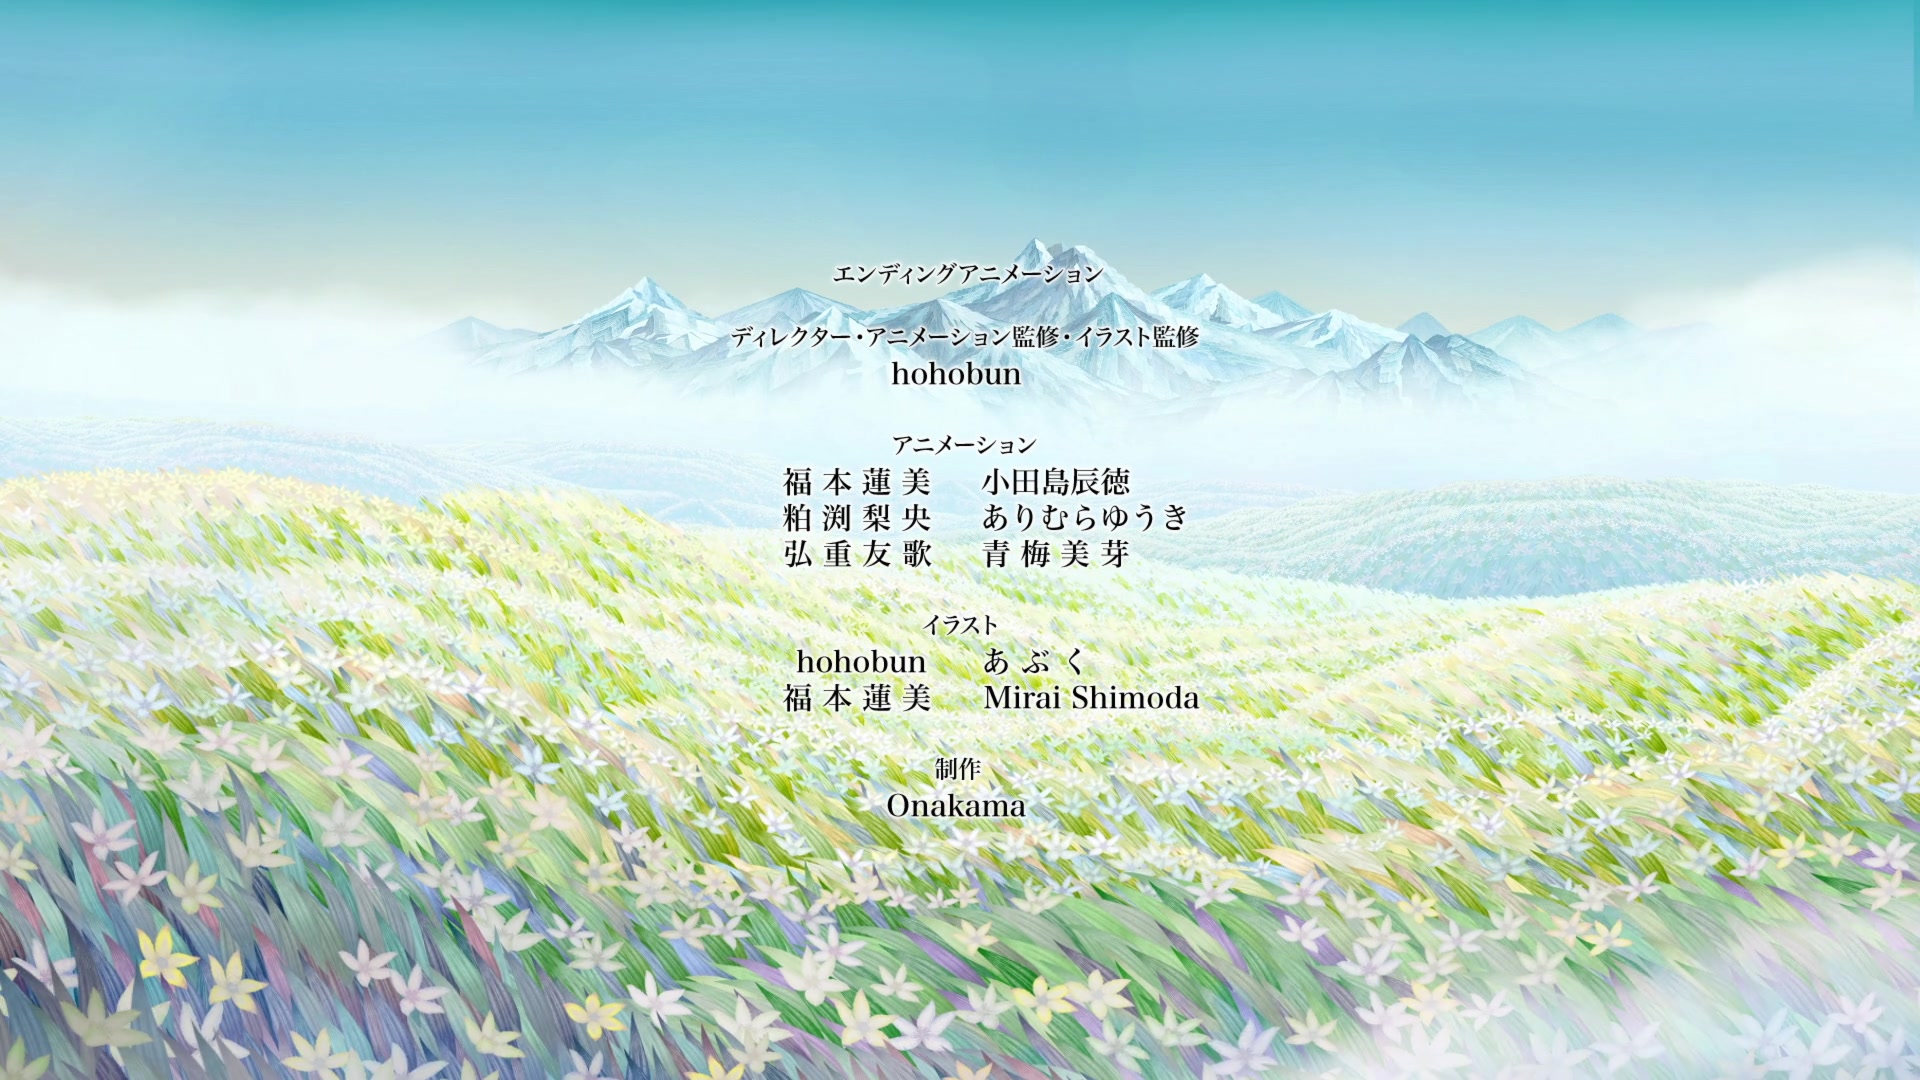 エンディングアニメーション
ディレクター・アニメーション監修・イラスト監修
hohobun
アニメーション
福本蓮美　小田島辰徳
粕渕梨央　ありむらゆうき
弘重友歌　青梅美芽
イラスト
hohobun　あぶく
福本蓮美　Mirai Shimoda
制作
Onakama